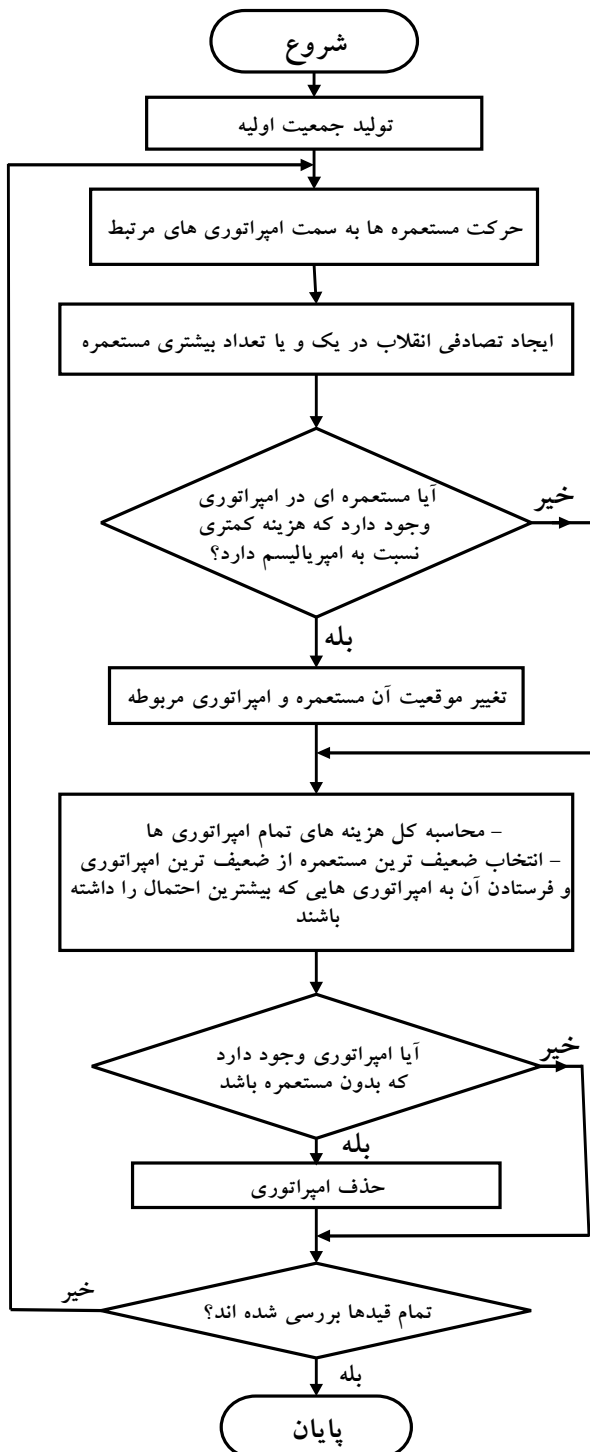 شروع
تولید جمعیت اولیه
حرکت مستعمره ها به سمت امپراتوری های مرتبط
ایجاد تصادفی انقلاب در یک و یا تعداد بیشتری مستعمره
آیا مستعمره ای در امپراتوری
وجود دارد که هزینه کمتری
نسبت به امپریالیسم دارد؟
خیر
بله
تغییر موقعیت آن مستعمره و امپراتوری مربوطه
- محاسبه کل هزینه های تمام امپراتوری ها
- انتخاب ضعیف ترین مستعمره از ضعیف ترین امپراتوری
و فرستادن آن به امپراتوری هایی که بیشترین احتمال را داشته
باشند
آیا امپراتوری وجود دارد
که بدون مستعمره باشد
خیر
بله
حذف امپراتوری
تمام قیدها بررسی شده اند؟
خیر
بله
پایان